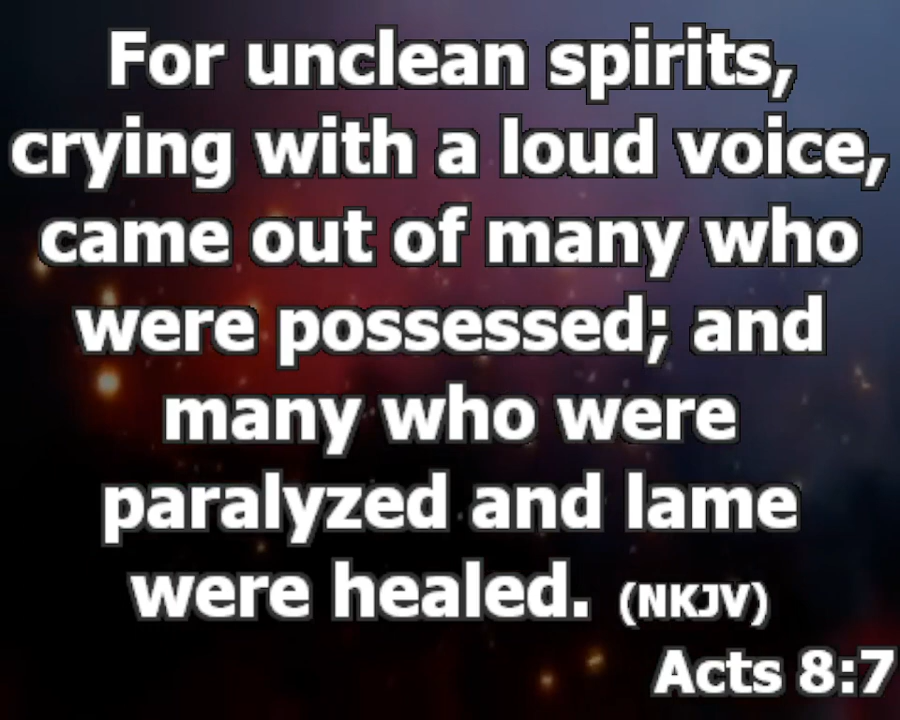 For unclean spirits,
crying with a loud voice,
came out of many who
were possessed; and
many who were
paralyzed and lame
were healed. (NKJV)
Acts 8:7